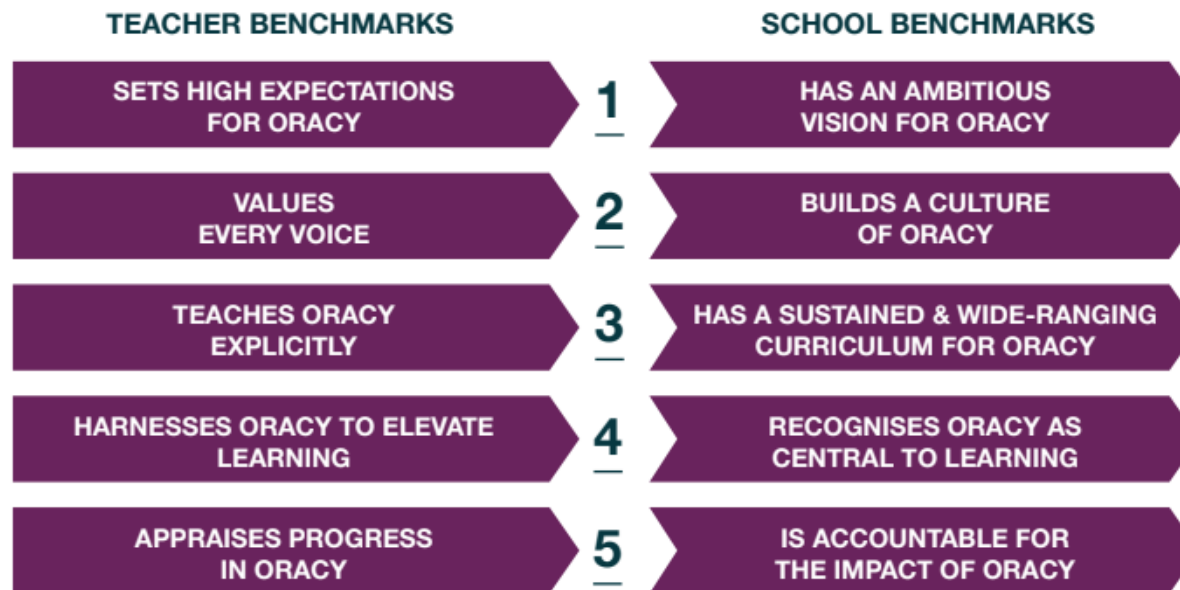 TEACHER BENCHMARKS
SCHOOL BENCHMARKS
SETS HIGH EXPECTATIONS
FOR ORACY
1
HAS AN AMBITIOUS
VISION FOR ORACY
VALUES
EVERY VOICE
2
BUILDS A CULTURE
OF ORACY
TEACHES ORACY
EXPLICITLY
3
HAS A SUSTAINED & WIDE-RANGING
CURRICULUM FOR ORACY
HARNESSES ORACY TO ELEVATE
LEARNING
4
RECOGNISES ORACY AS
CENTRAL TO LEARNING
APPRAISES PROGRESS
IN ORACY
5
IS ACCOUNTABLE FOR
THE IMPACT OF ORACY